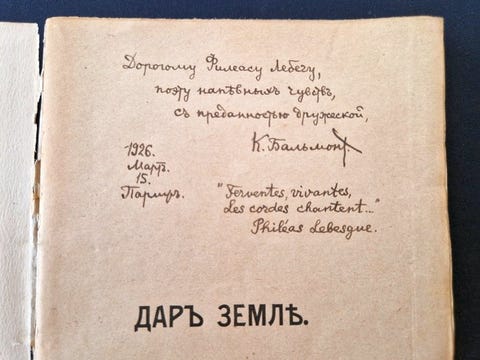 Дорогому Филеасу Лебегу,
поэту напѣвныхъ чувствъ,
съ преданностью дружеской,
К. Бальмонт
1926.
Мартъ.
15.
Парижъ.
"Ferventes, vivantes,
Les cordes chantent..."
Philéas Lebesgue.
ДАРЪ ЗЕМЛѢ.